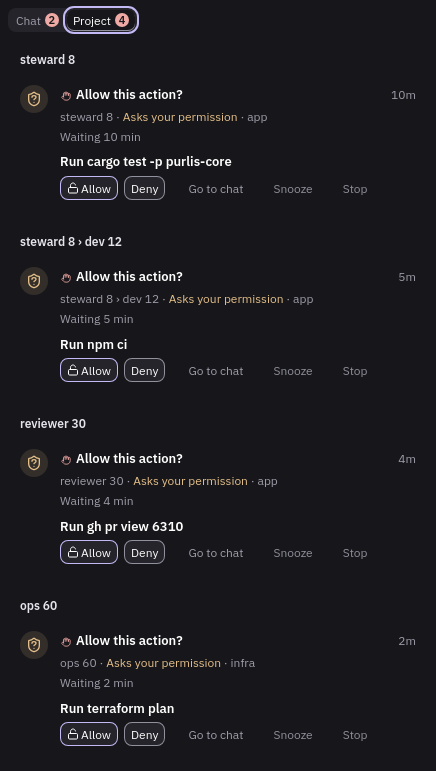 Chat 2 Project 4
steward 8
Allow this action? 10m
steward 8 · Asks your permission · app
Waiting 10 min
Run cargo test -p purlis-core
Allow Deny Go to chat Snooze Stop
steward 8 › dev 12
Allow this action? 5m
steward 8 › dev 12 · Asks your permission · app
Waiting 5 min
Run npm ci
Allow Deny Go to chat Snooze Stop
reviewer 30
Allow this action? 4m
reviewer 30 · Asks your permission · app
Waiting 4 min
Run gh pr view 6310
Allow Deny Go to chat Snooze Stop
ops 60
Allow this action? 2m
ops 60 · Asks your permission · infra
Waiting 2 min
Run terraform plan
Allow Deny Go to chat Snooze Stop